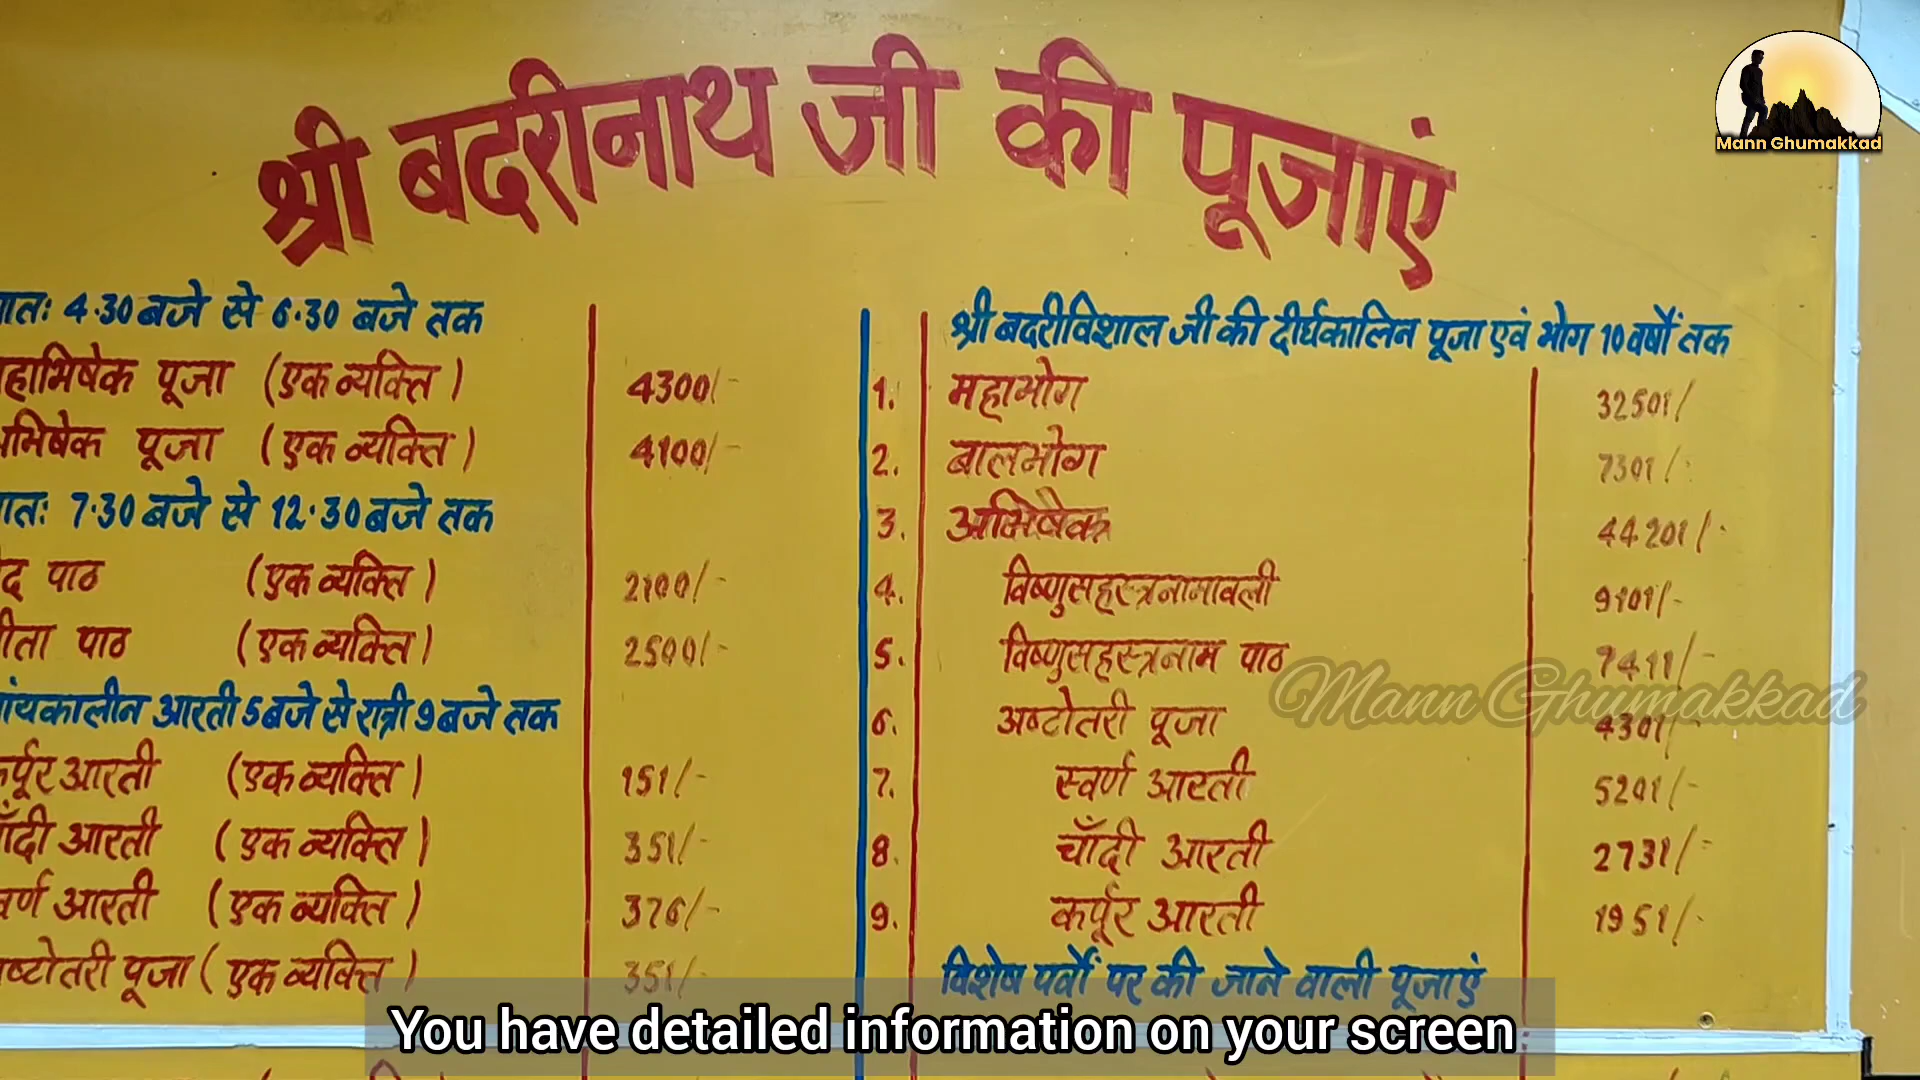 श्री बदरीनाथ जी की पूजाएं
Mann Ghumakkad
ातः 4.30 बजे से 6.30 बजे तक
हाभिषेक पूजा (एक व्यक्ति) 4300/-
भिषेक पूजा (एक व्यक्ति) 4100/-
ातः 7.30 बजे से 12.30 बजे तक
द पाठ (एक व्यक्ति) 2100/-
ीता पाठ (एक व्यक्ति) 2500/-
ांयकालीन आरती 5 बजे से रात्री 9 बजे तक
र्पूर आरती (एक व्यक्ति) 151/-
ाँदी आरती (एक व्यक्ति) 351/-
वर्ण आरती (एक व्यक्ति) 376/-
ष्टोतरी पूजा (एक व्यक्ति) 351/-
श्री बदरीविशाल जी की दीर्घकालिन पूजा एवं भोग 10 वर्षों तक
1. महाभोग 32501/
2. बालभोग 7301/-
3. अभिषेक 44201/-
4. विष्णुसहस्त्रनामावली 9101/-
5. विष्णुसहस्त्रनाम पाठ 7411/-
6. अष्टोतरी पूजा 4301/-
7. स्वर्ण आरती 5201/-
8. चाँदी आरती 2731/-
9. कर्पूर आरती 1951/-
विशेष पर्वों पर की जाने वाली पूजाएं
Mann Ghumakkad
You have detailed information on your screen